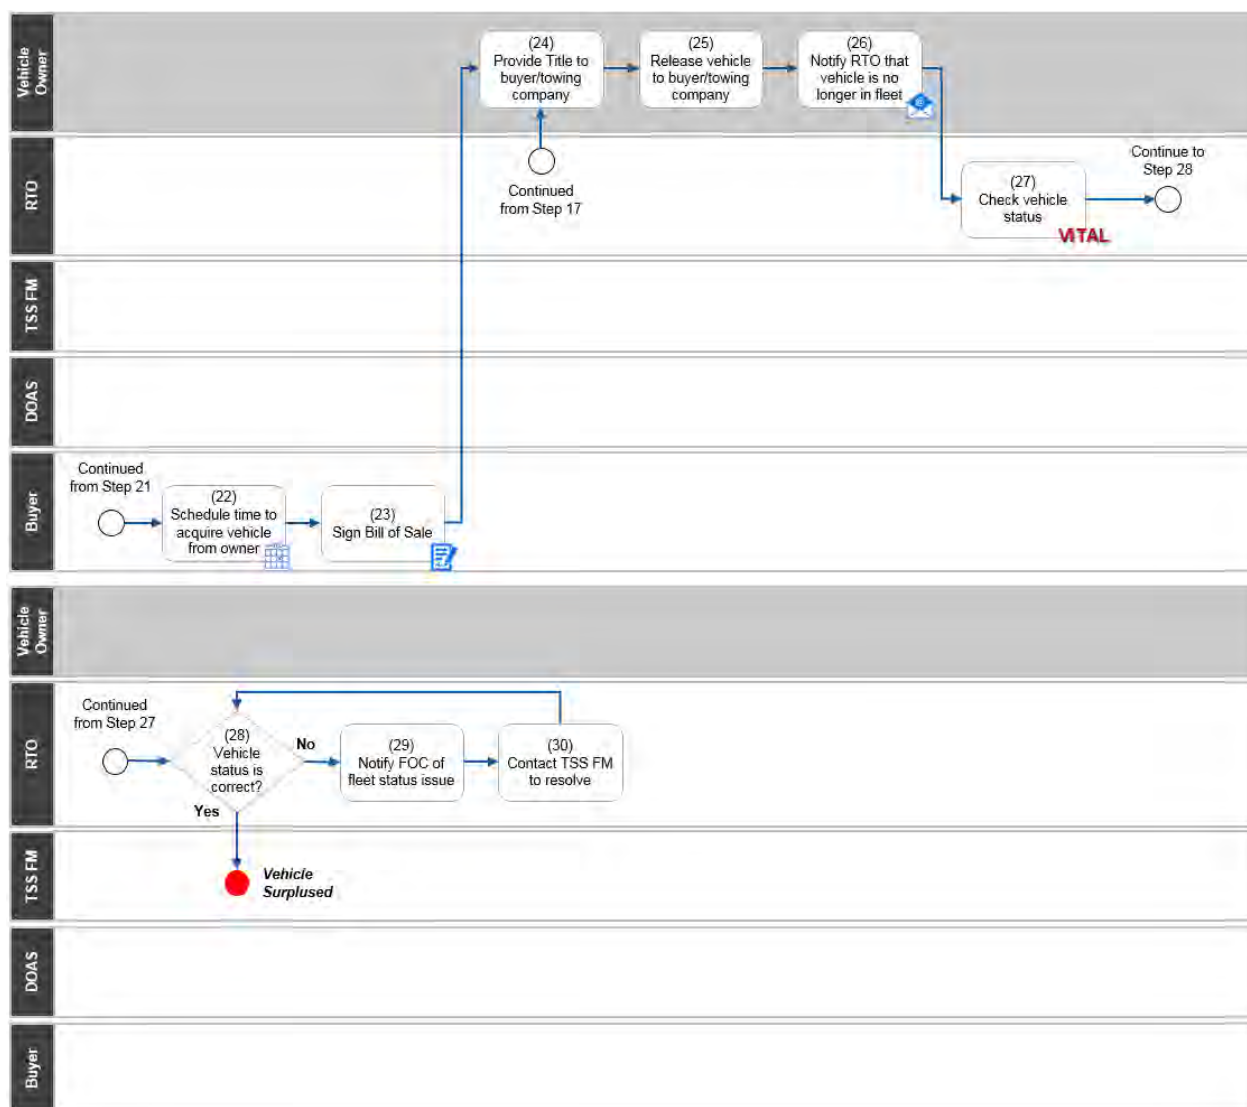 Vehicle
Owner
(24)
Provide Title to
buyer/towing
company
(25)
Release vehicle
to buyer/towing
company
(26)
Notify RTO that
vehicle is no
longer in fleet
RTO
Continued
from Step 17
(27)
Check vehicle
status
VITAL
Continue to
Step 28
TSS FM
DOAS
Buyer
Continued
from Step 21
(22)
Schedule time to
acquire vehicle
from owner
(23)
Sign Bill of Sale
Vehicle
Owner
RTO
Continued
from Step 27
(28)
Vehicle
status is
correct?
No
Yes
(29)
Notify FOC of
fleet status issue
(30)
Contact TSS FM
to resolve
TSS FM
Vehicle
Surplused
DOAS
Buyer